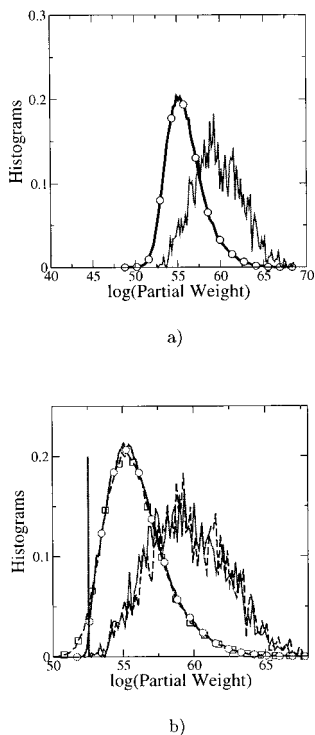 0.3
0.2
Histograms
0.1
0
40 45 50 55 60 65 70
log(Partial Weight)
a)
0.2
Histograms
0.1
0
50 55 60 65
log(Partial Weight)
b)